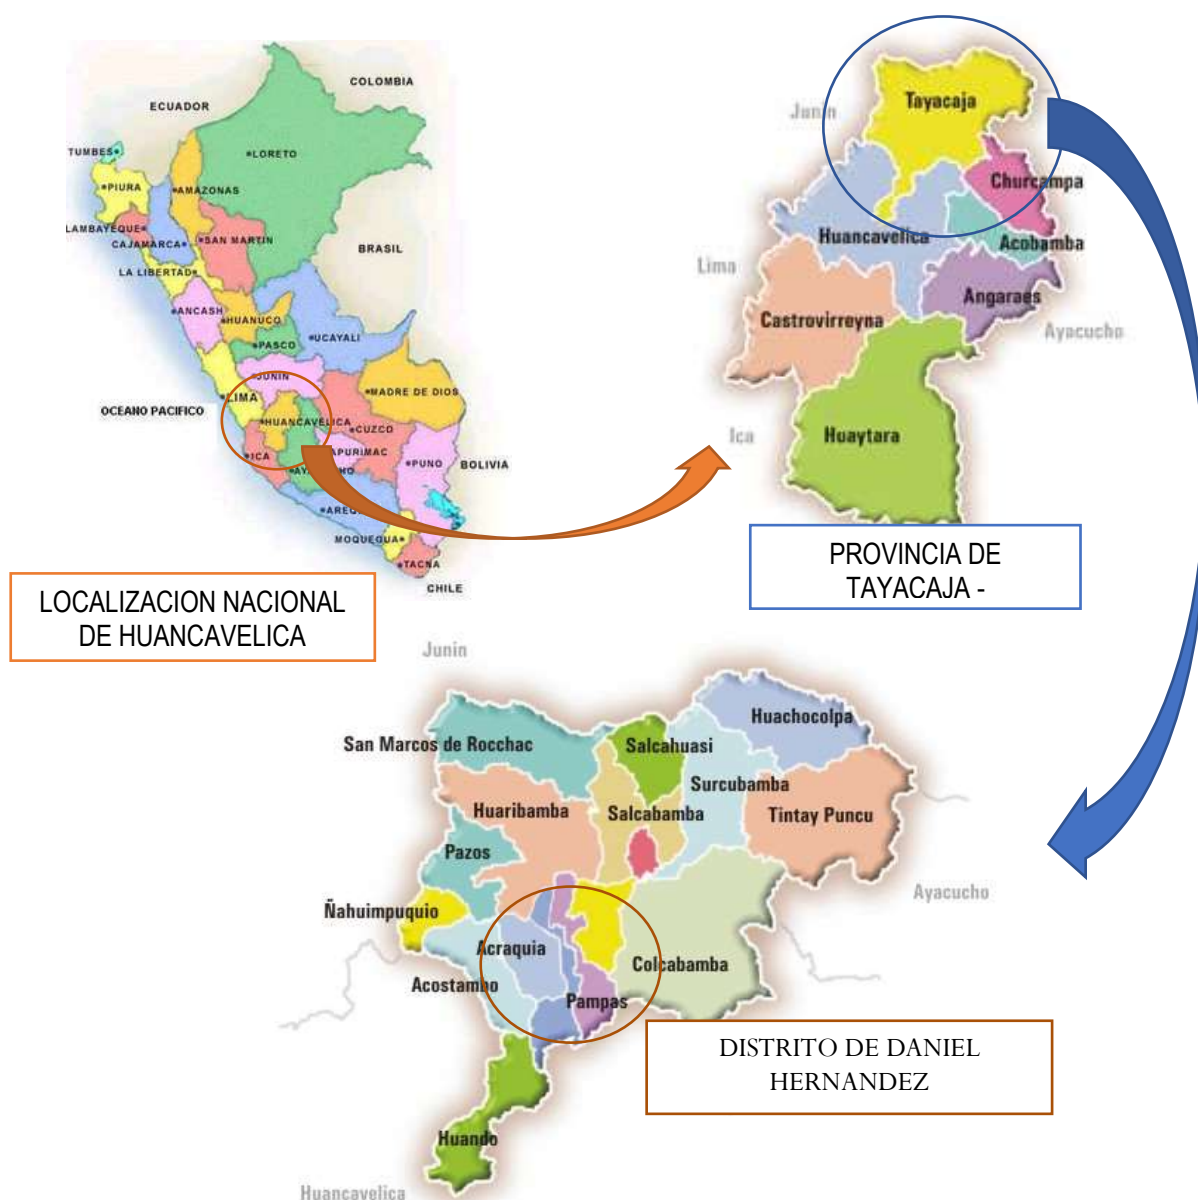 COLOMBIA
ECUADOR
TUMBES
LORETO
PIURA
AMAZONAS
LAMBAYEQUE
CAJAMARCA
SAN MARTIN
BRASIL
LA LIBERTAD
ANCASH
HUANUCO
UCAYALI
PASCO
JUNIN
MADRE DE DIOS
LIMA
OCEANO PACIFICO
HUANCAVELICA
CUZCO
ICA
APURIMAC
PUNO
BOLIVIA
MOQUEGUA
TACNA
CHILE
LOCALIZACION NACIONAL
DE HUANCAVELICA
Tayacaja
Junin
Churcampa
Huancavelica
Acobamba
Lima
Angaraes
Castrovirreyna
Ayacucho
Ica
Huaytara
PROVINCIA DE
TAYACAJA -
Junin
Huachocolpa
San Marcos de Rocchac
Salcahuasi
Surcubamba
Huaribamba
Salcabamba
Tintay Puncu
Pazos
Ayacucho
Ñahuimpuquio
Acraquia
Colcabamba
Acostambo
Pampas
DISTRITO DE DANIEL
HERNANDEZ
Huando
Huancavelica